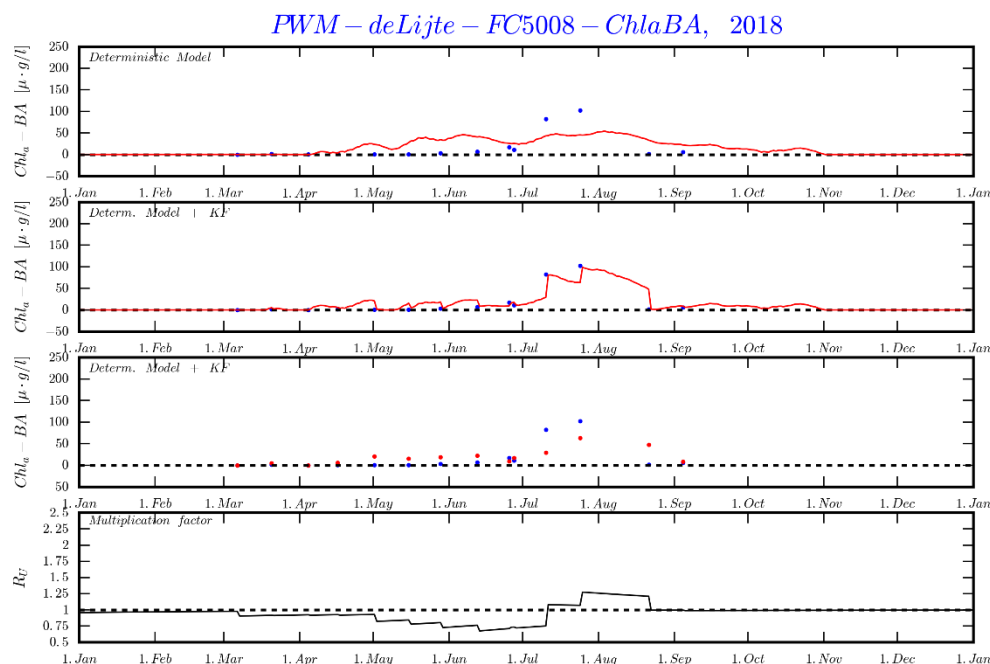 PWM – deLijte – FC5008 – ChlaBA, 2018
Chl_a – BA [μ·g/l]
250
200
150
100
50
0
−50
Deterministic Model
1.Jan 1.Feb 1.Mar 1.Apr 1.May 1.Jun 1.Jul 1.Aug 1.Sep 1.Oct 1.Nov 1.Dec 1.Jan
Chl_a – BA [μ·g/l]
250
200
150
100
50
0
−50
Determ. Model + KF
1.Jan 1.Feb 1.Mar 1.Apr 1.May 1.Jun 1.Jul 1.Aug 1.Sep 1.Oct 1.Nov 1.Dec 1.Jan
Chl_a – BA [μ·g/l]
250
200
150
100
50
0
50
Determ. Model + KF
1.Jan 1.Feb 1.Mar 1.Apr 1.May 1.Jun 1.Jul 1.Aug 1.Sep 1.Oct 1.Nov 1.Dec 1.Jan
R_U
2.5
2.25
2
1.75
1.5
1.25
1
0.75
0.5
Multiplication factor
1.Jan 1.Feb 1.Mar 1.Apr 1.May 1.Jun 1.Jul 1.Aug 1.Sep 1.Oct 1.Nov 1.Dec 1.Jan